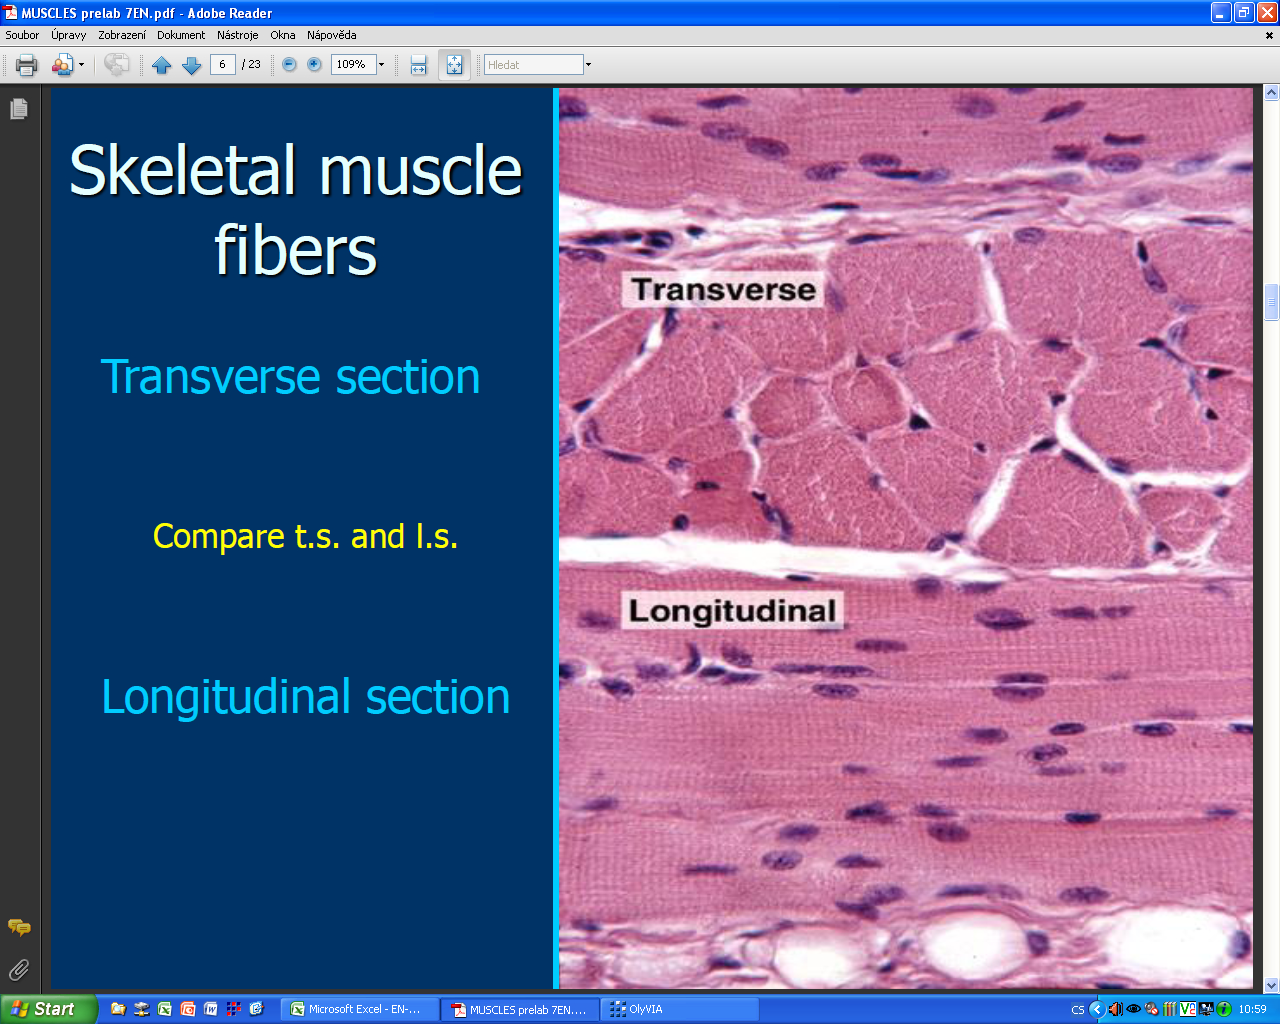 MUSCLES prelab 7EN.pdf - Adobe Reader
Soubor Úpravy Zobrazení Dokument Nástroje Okna Nápověda
6 / 23 109% Hledat
Skeletal muscle
fibers
Transverse
Transverse section
Compare t.s. and l.s.
Longitudinal
Longitudinal section
Start Microsoft Excel - EN-... MUSCLES prelab 7EN.... OlyVIA CS 10:59